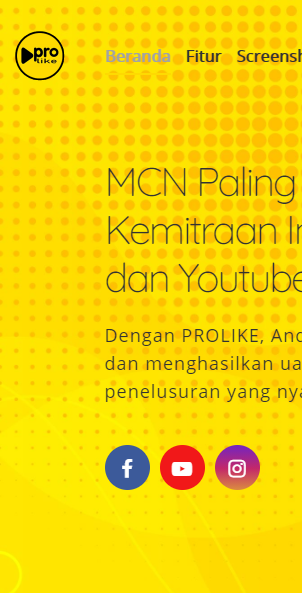 pro
like
Beranda Fitur
MCN Paling
Kemitraan
dan Youtube
Dengan PROLIKE,
dan menghasilkan
penelusuran yang